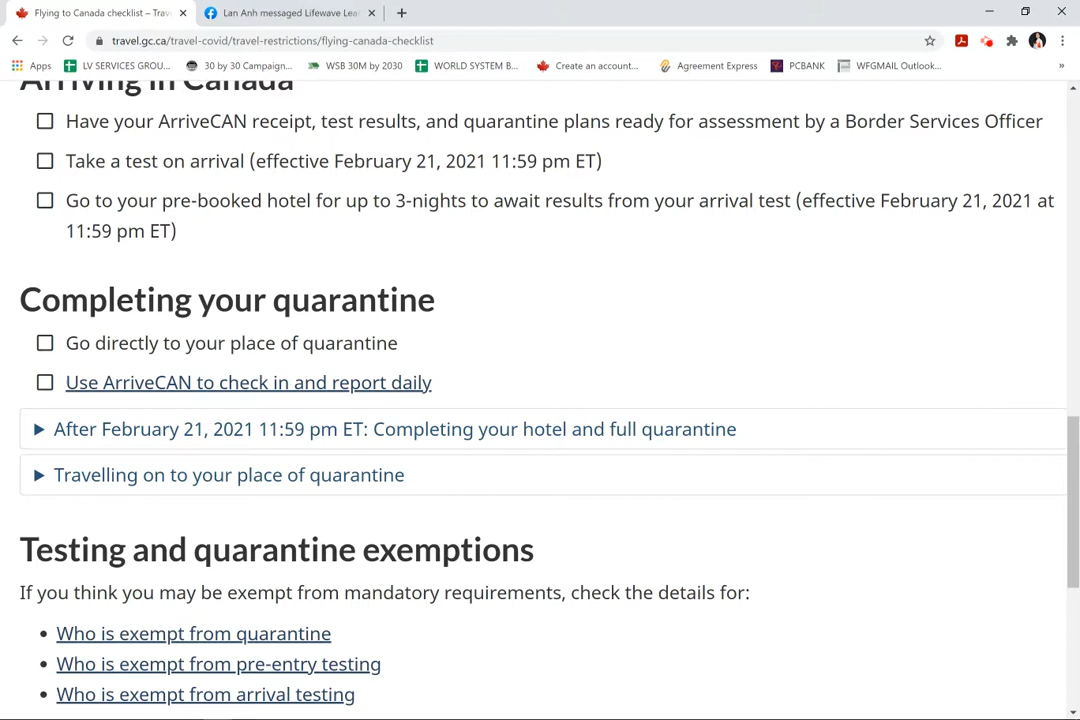 Flying to Canada checklist – Trav
Lan Anh messaged Lifewave Lea
travel.gc.ca/travel-covid/travel-restrictions/flying-canada-checklist
Apps LV SERVICES GROU... 30 by 30 Campaign... WSB 30M by 2030 WORLD SYSTEM B... Create an account... Agreement Express PCBANK WFGMAIL Outlook... »
Arriving in Canada
Have your ArriveCAN receipt, test results, and quarantine plans ready for assessment by a Border Services Officer
Take a test on arrival (effective February 21, 2021 11:59 pm ET)
Go to your pre-booked hotel for up to 3-nights to await results from your arrival test (effective February 21, 2021 at
11:59 pm ET)
Completing your quarantine
Go directly to your place of quarantine
Use ArriveCAN to check in and report daily
After February 21, 2021 11:59 pm ET: Completing your hotel and full quarantine
Travelling on to your place of quarantine
Testing and quarantine exemptions
If you think you may be exempt from mandatory requirements, check the details for:
Who is exempt from quarantine
Who is exempt from pre-entry testing
Who is exempt from arrival testing